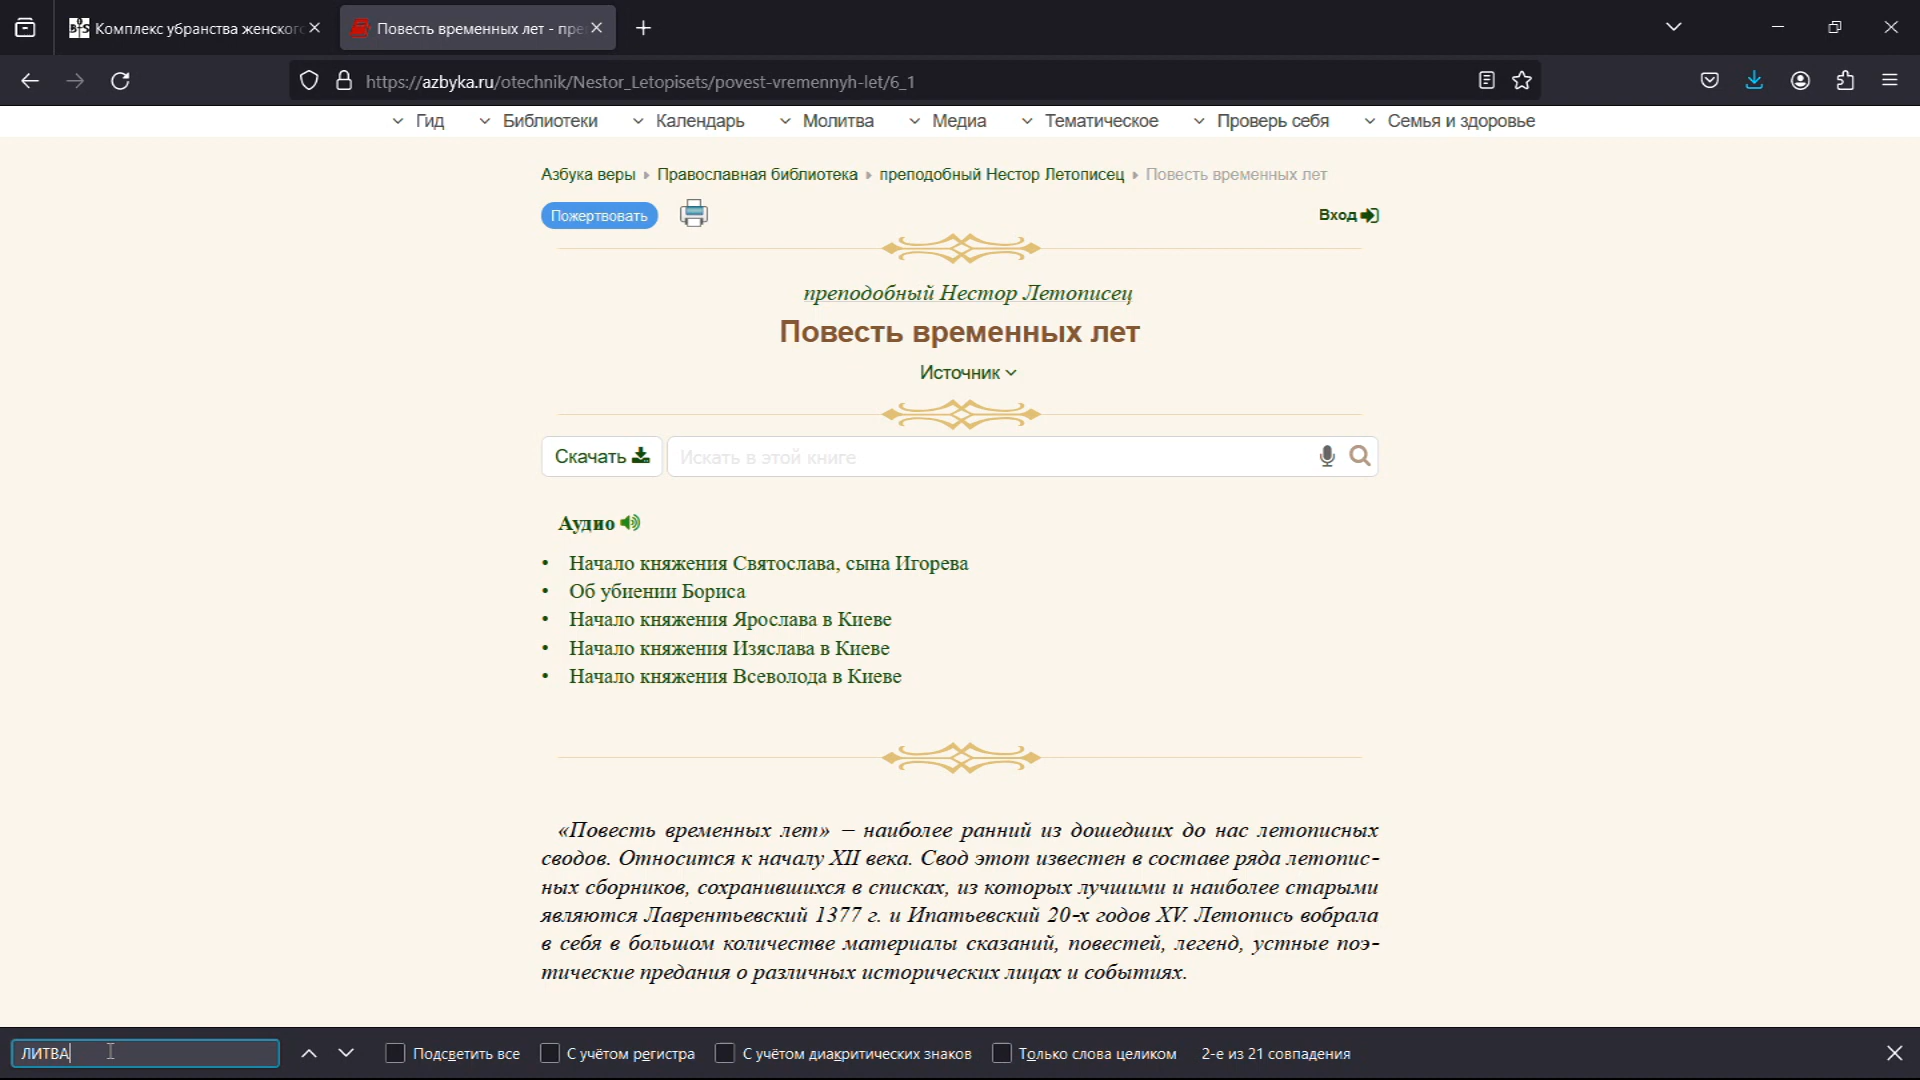 Комплекс убранства женског
Повесть временных лет - пре
https://azbyka.ru/otechnik/Nestor_Letopisets/povest-vremennyh-let/6_1
Гид Библиотеки Календарь Молитва Медиа Тематическое Проверь себя Семья и здоровье
Азбука веры Православная библиотека преподобный Нестор Летописец Повесть временных лет
Пожертвовать
Вход
преподобный Нестор Летописец
Повесть временных лет
Источник
Скачать Искать в этой книге
Аудио
• Начало княжения Святослава, сына Игорева
• Об убиении Бориса
• Начало княжения Ярослава в Киеве
• Начало княжения Изяслава в Киеве
• Начало княжения Всеволода в Киеве
«Повесть временных лет» – наиболее ранний из дошедших до нас летописных
сводов. Относится к началу XII века. Свод этот известен в составе ряда летопис-
ных сборников, сохранившихся в списках, из которых лучшими и наиболее старыми
являются Лаврентьевский 1377 г. и Ипатьевский 20-х годов XV. Летопись вобрала
в себя в большом количестве материалы сказаний, повестей, легенд, устные поэ-
тические предания о различных исторических лицах и событиях.
ЛИТВА Подсветить все С учётом регистра С учётом диакритических знаков Только слова целиком 2-е из 21 совпадения